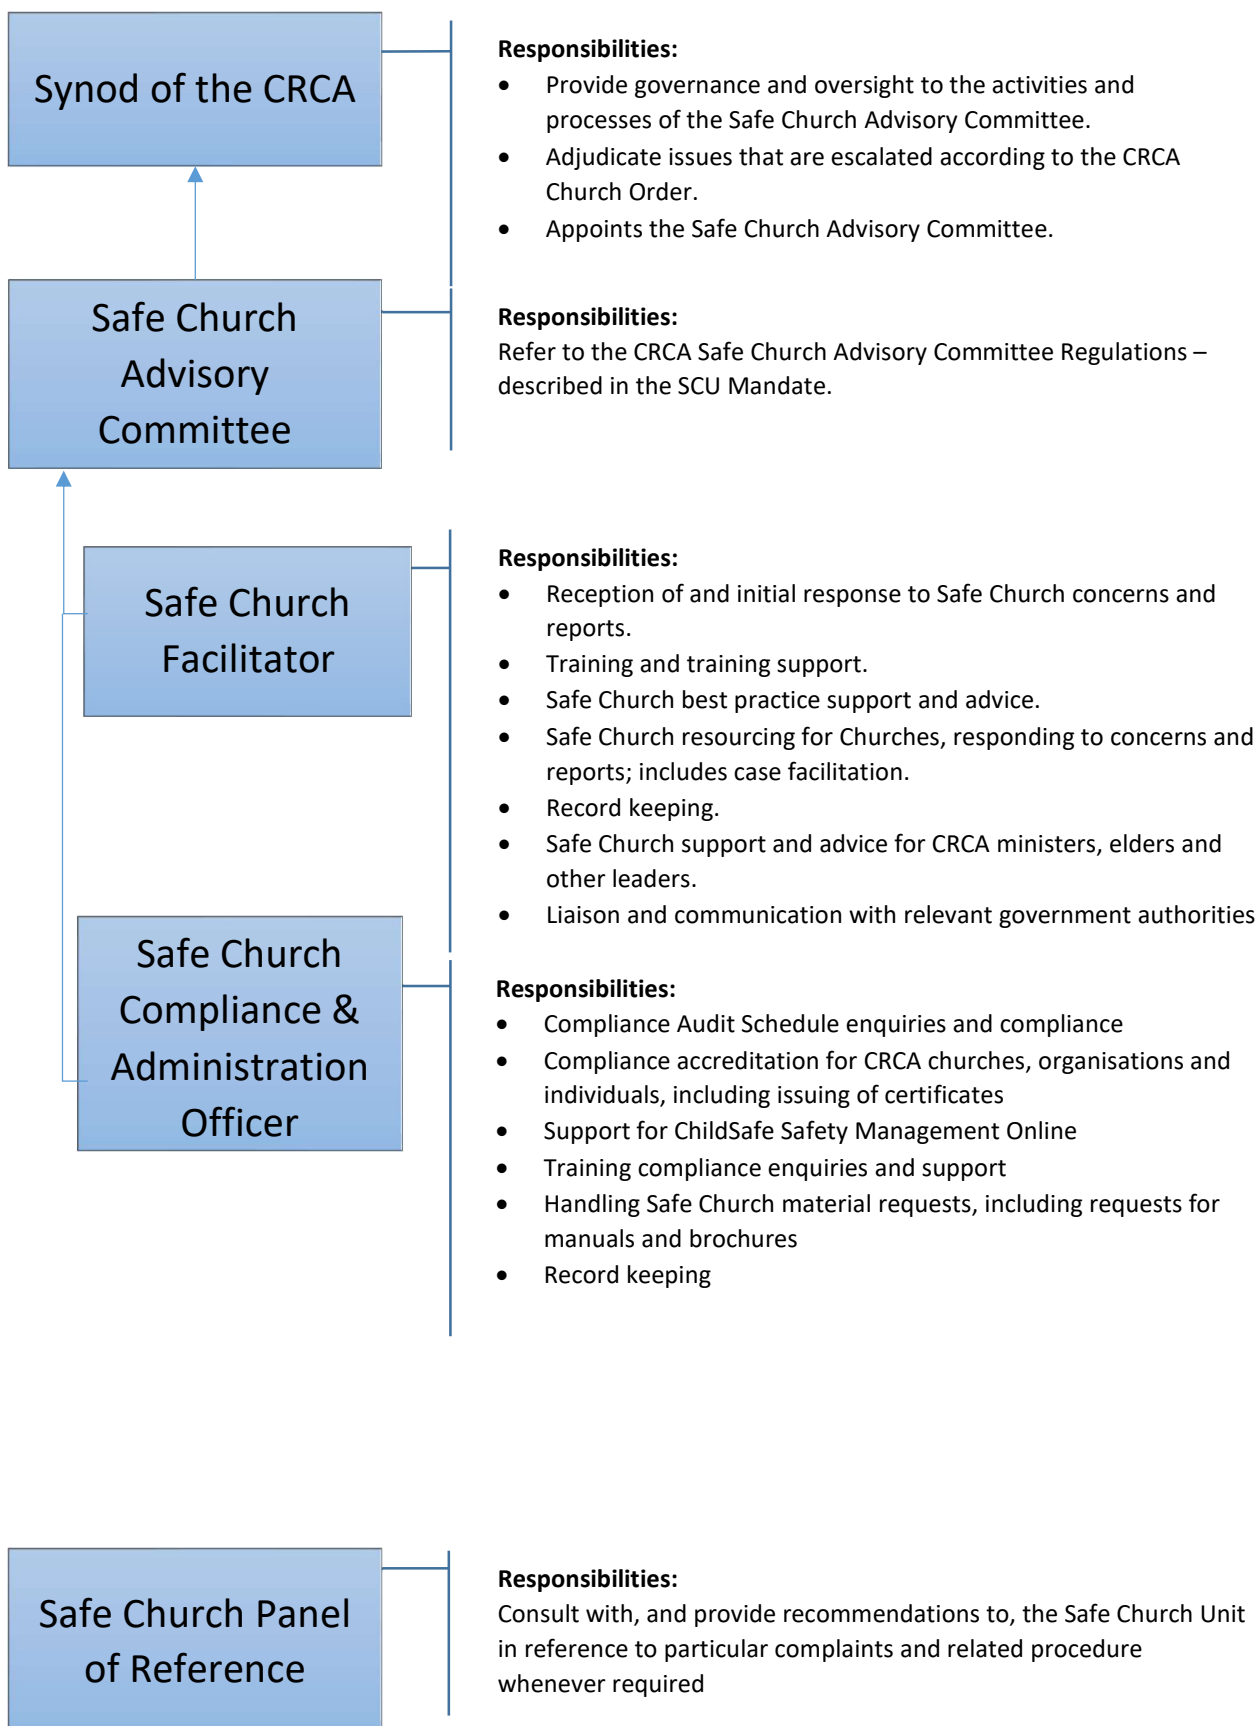 Synod of the CRCA
Responsibilities:
• Provide governance and oversight to the activities and
processes of the Safe Church Advisory Committee.
• Adjudicate issues that are escalated according to the CRCA
Church Order.
• Appoints the Safe Church Advisory Committee.
Safe Church
Advisory
Committee
Responsibilities:
Refer to the CRCA Safe Church Advisory Committee Regulations –
described in the SCU Mandate.
Safe Church
Facilitator
Responsibilities:
• Reception of and initial response to Safe Church concerns and
reports.
• Training and training support.
• Safe Church best practice support and advice.
• Safe Church resourcing for Churches, responding to concerns and
reports; includes case facilitation.
• Record keeping.
• Safe Church support and advice for CRCA ministers, elders and
other leaders.
• Liaison and communication with relevant government authorities
Safe Church
Compliance &
Administration
Officer
Responsibilities:
• Compliance Audit Schedule enquiries and compliance
• Compliance accreditation for CRCA churches, organisations and
individuals, including issuing of certificates
• Support for ChildSafe Safety Management Online
• Training compliance enquiries and support
• Handling Safe Church material requests, including requests for
manuals and brochures
• Record keeping
Safe Church Panel
of Reference
Responsibilities:
Consult with, and provide recommendations to, the Safe Church Unit
in reference to particular complaints and related procedure
whenever required